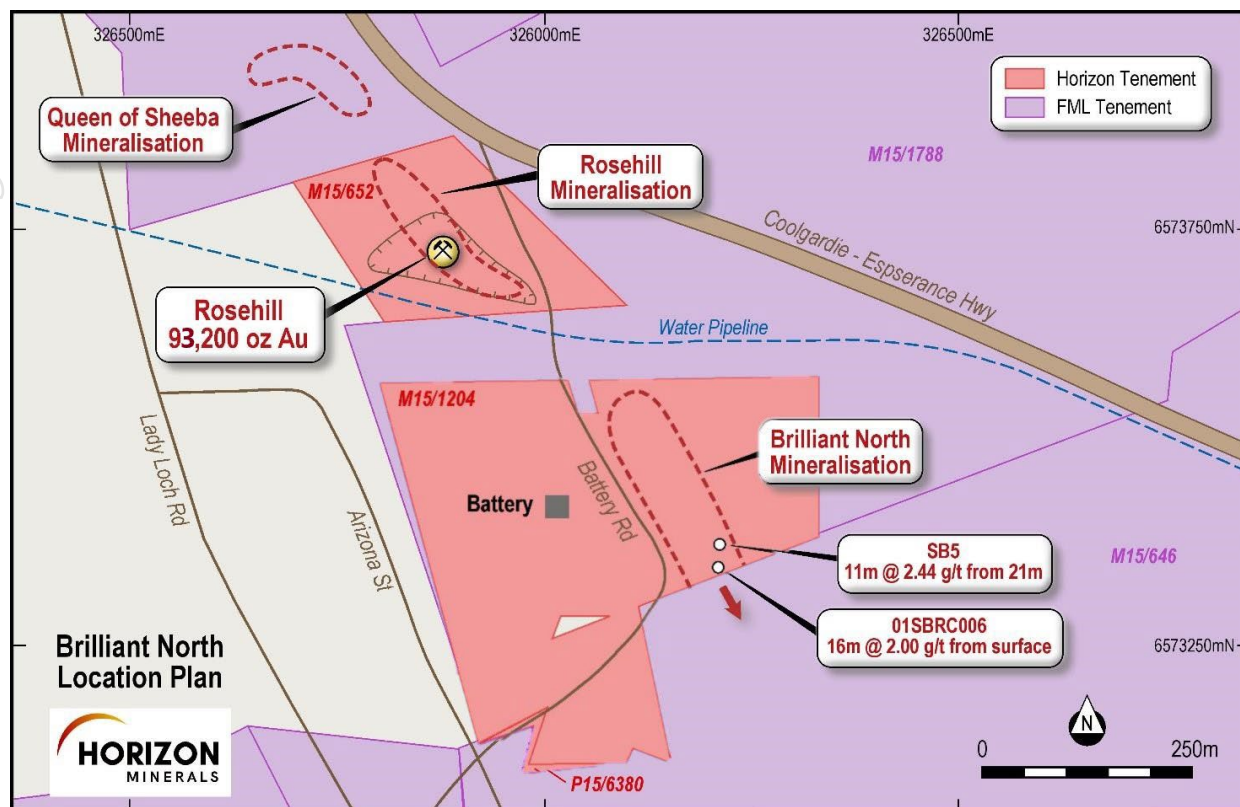 326500mE
326000mE
326500mE
Horizon Tenement
FML Tenement
Queen of Sheeba
Mineralisation
Rosehill
Mineralisation
M15/1788
M15/652
6573750mN
Coolgardie - Espserance Hwy
Rosehill
93,200 oz Au
Water Pipeline
M15/1204
Lady Loch Rd
Arizona St
Battery
Battery Rd
Brilliant North
Mineralisation
SB5
11m @ 2.44 g/t from 21m
M15/646
01SBRC006
16m @ 2.00 g/t from surface
6573250mN
Brilliant North
Location Plan
HORIZON
MINERALS
P15/6380
N
0
250m